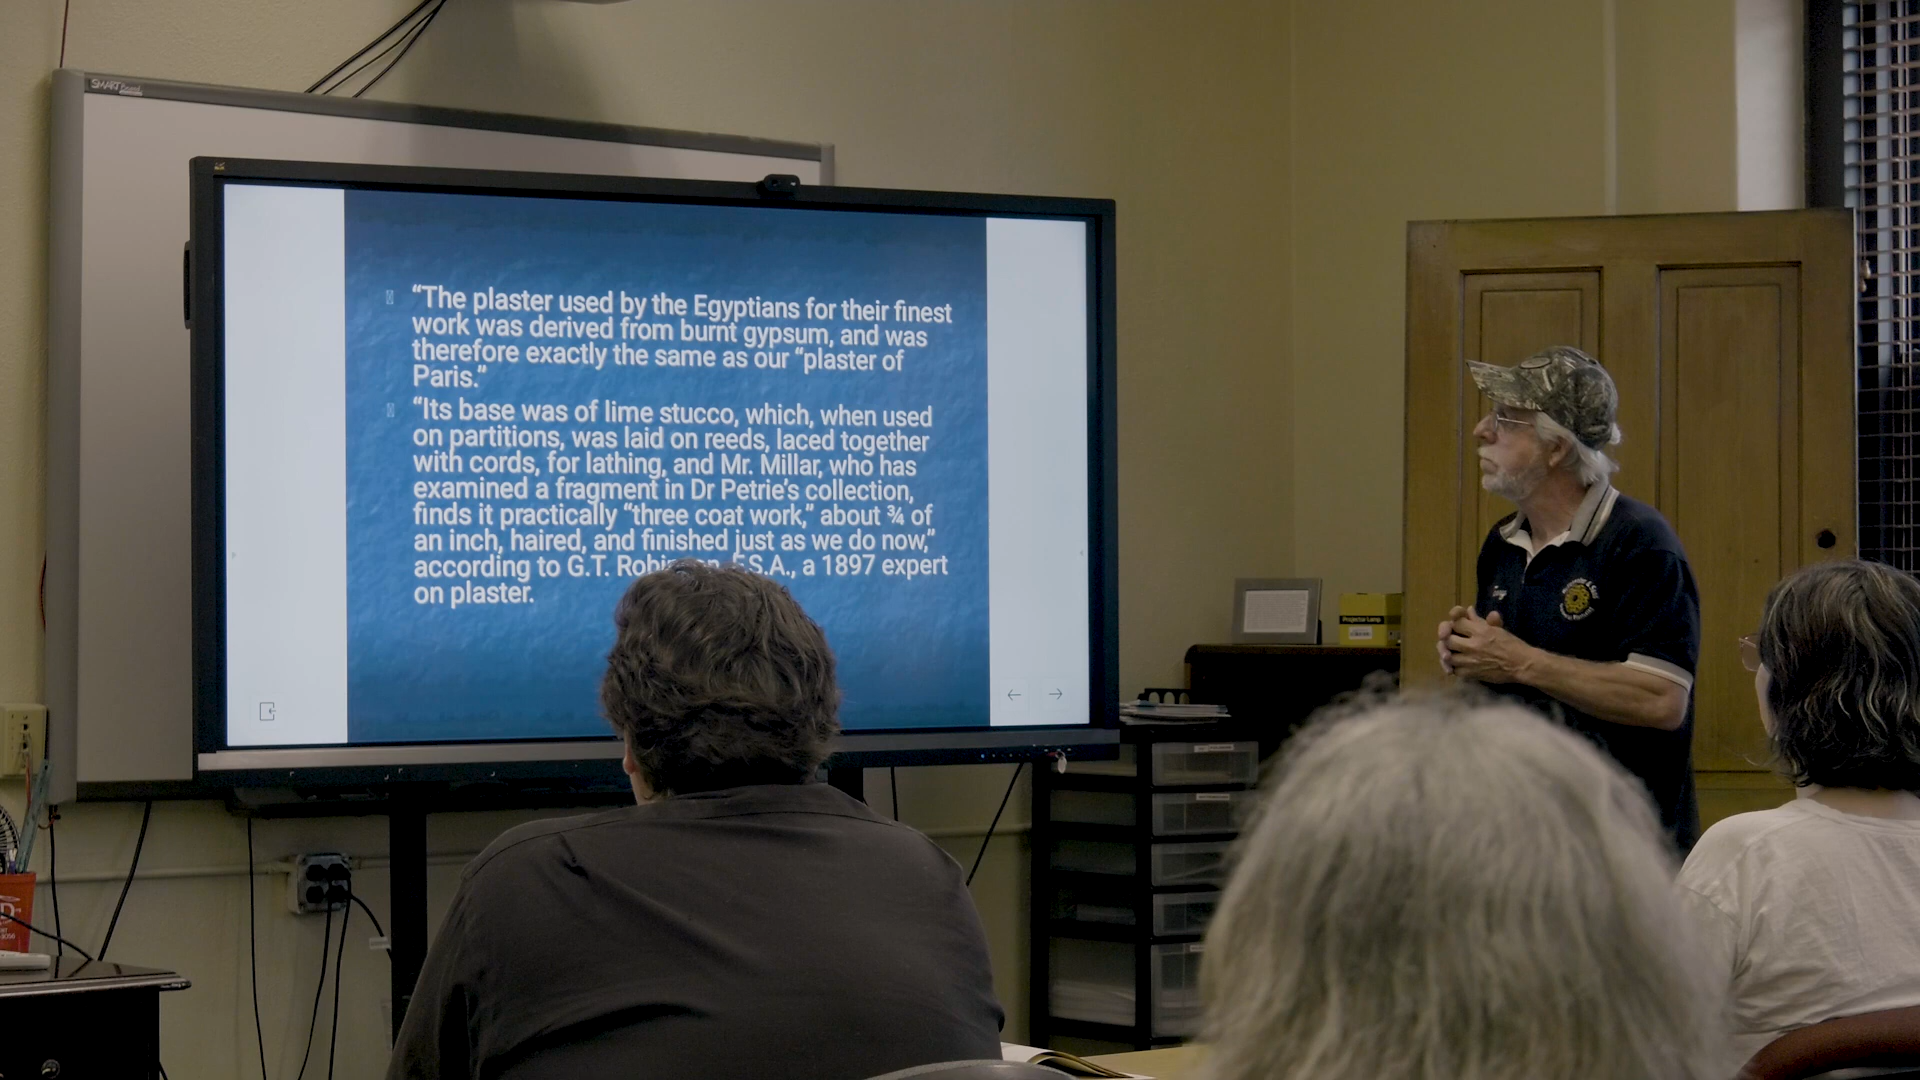 SMART Board
“The plaster used by the Egyptians for their finest
work was derived from burnt gypsum, and was
therefore exactly the same as our “plaster of
Paris.”
“Its base was of lime stucco, which, when used
on partitions, was laid on reeds, laced together
with cords, for lathing, and Mr. Millar, who has
examined a fragment in Dr Petrie’s collection,
finds it practically “three coat work,” about ¾ of
an inch, haired, and finished just as we do now,”
according to G.T. F.S.A., a 1897 expert
on plaster.
Projector Lamp